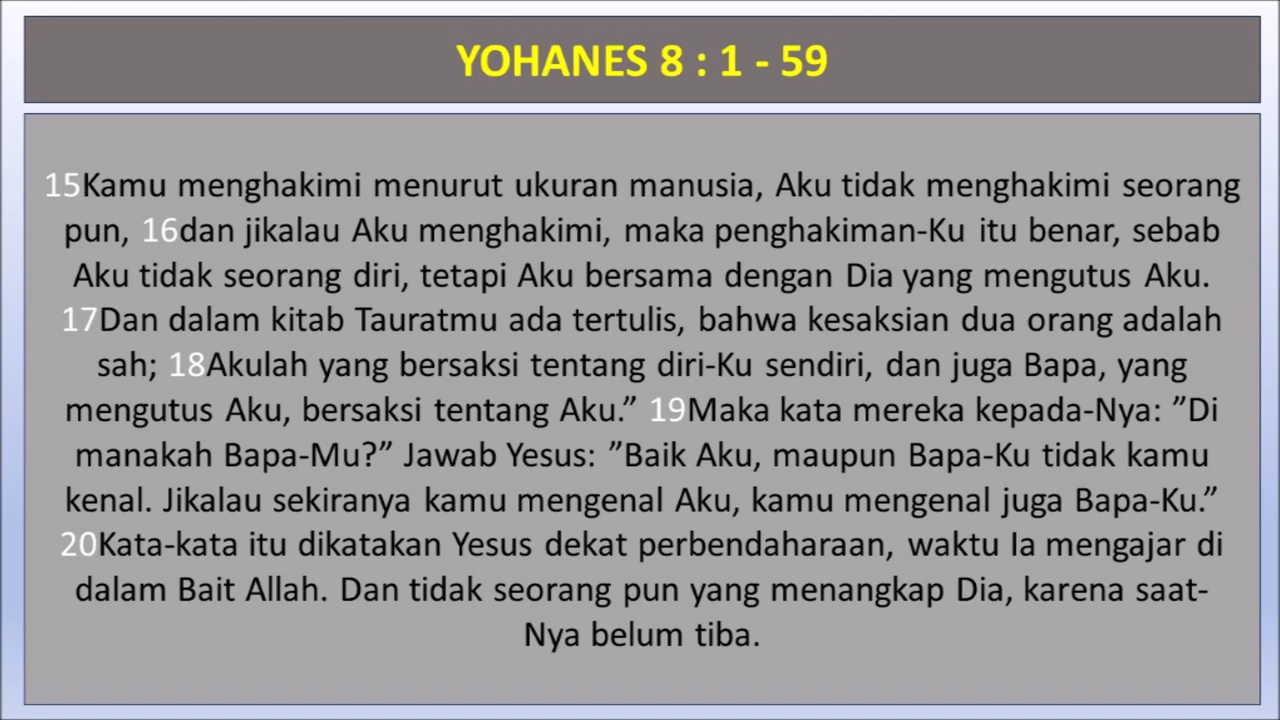 YOHANES 8 : 1 - 59
15Kamu menghakimi menurut ukuran manusia, Aku tidak menghakimi seorang
pun, 16dan jikalau Aku menghakimi, maka penghakiman-Ku itu benar, sebab
Aku tidak seorang diri, tetapi Aku bersama dengan Dia yang mengutus Aku.
17Dan dalam kitab Tauratmu ada tertulis, bahwa kesaksian dua orang adalah
sah; 18Akulah yang bersaksi tentang diri-Ku sendiri, dan juga Bapa, yang
mengutus Aku, bersaksi tentang Aku.” 19Maka kata mereka kepada-Nya: ”Di
manakah Bapa-Mu?” Jawab Yesus: ”Baik Aku, maupun Bapa-Ku tidak kamu
kenal. Jikalau sekiranya kamu mengenal Aku, kamu mengenal juga Bapa-Ku.”
20Kata-kata itu dikatakan Yesus dekat perbendaharaan, waktu Ia mengajar di
dalam Bait Allah. Dan tidak seorang pun yang menangkap Dia, karena saat-
Nya belum tiba.